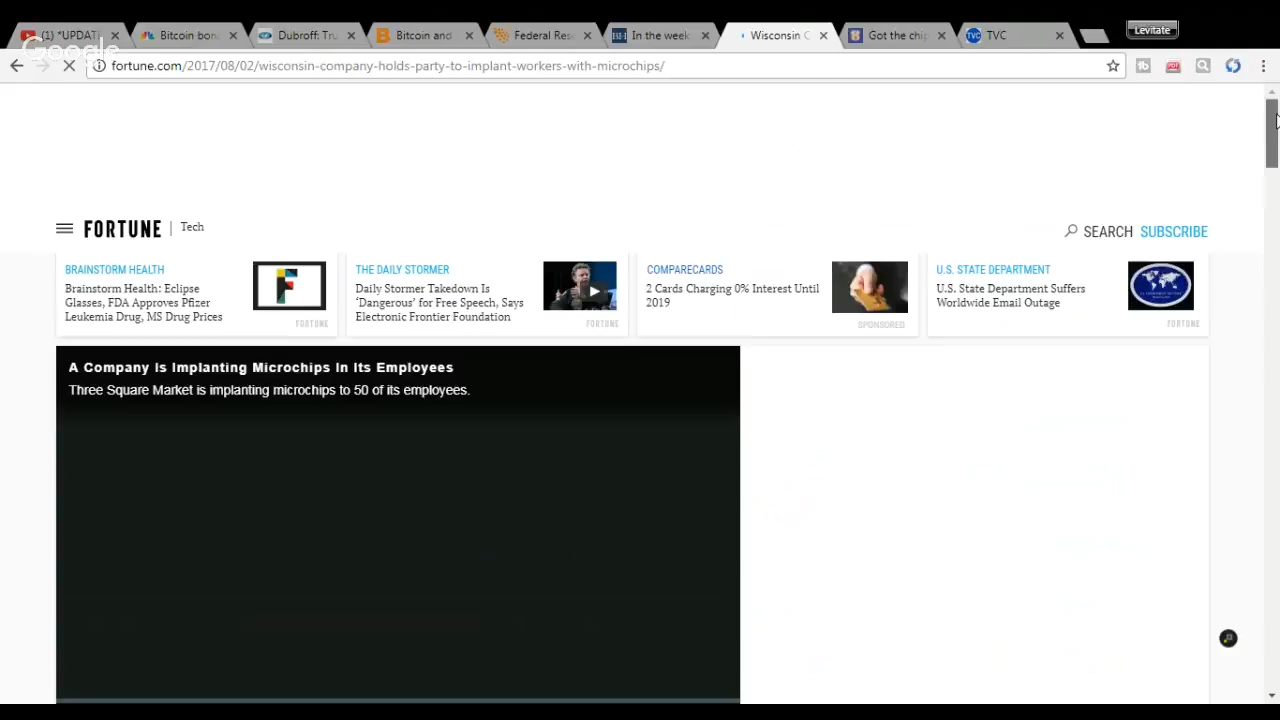 (1) *UPDAT
Bitcoin bon
Dubroff: Tru
Bitcoin and
Federal Res
In the week
Wisconsin C
Got the chip
TVC
Levitate
Google
fortune.com/2017/08/02/wisconsin-company-holds-party-to-implant-workers-with-microchips/
FORTUNE | Tech
SEARCH SUBSCRIBE
BRAINSTORM HEALTH
Brainstorm Health: Eclipse
Glasses, FDA Approves Pfizer
Leukemia Drug, MS Drug Prices
FORTUNE
THE DAILY STORMER
Daily Stormer Takedown Is
‘Dangerous’ for Free Speech, Says
Electronic Frontier Foundation
FORTUNE
COMPARECARDS
2 Cards Charging 0% Interest Until
2019
SPONSORED
U.S. STATE DEPARTMENT
U.S. State Department Suffers
Worldwide Email Outage
FORTUNE
A Company Is Implanting Microchips In Its Employees
Three Square Market is implanting microchips to 50 of its employees.